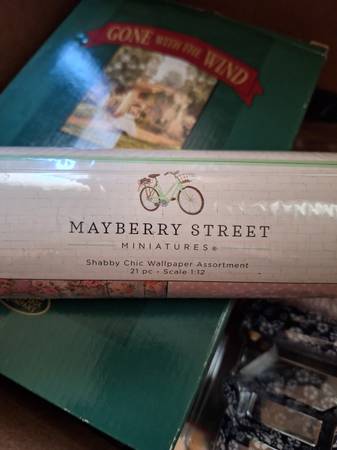 GONE WITH THE WIND
MAYBERRY STREET
MINIATURES®
Shabby Chic Wallpaper Assortment
21 pc - Scale 1:12